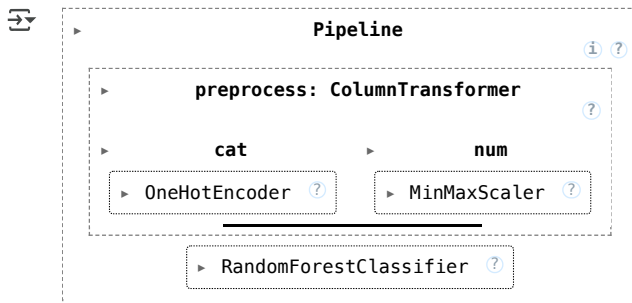 ▸ Pipeline
i ?
▸ preprocess: ColumnTransformer
?
▸ cat ▸ num
▸ OneHotEncoder ? ▸ MinMaxScaler ?
▸ RandomForestClassifier ?